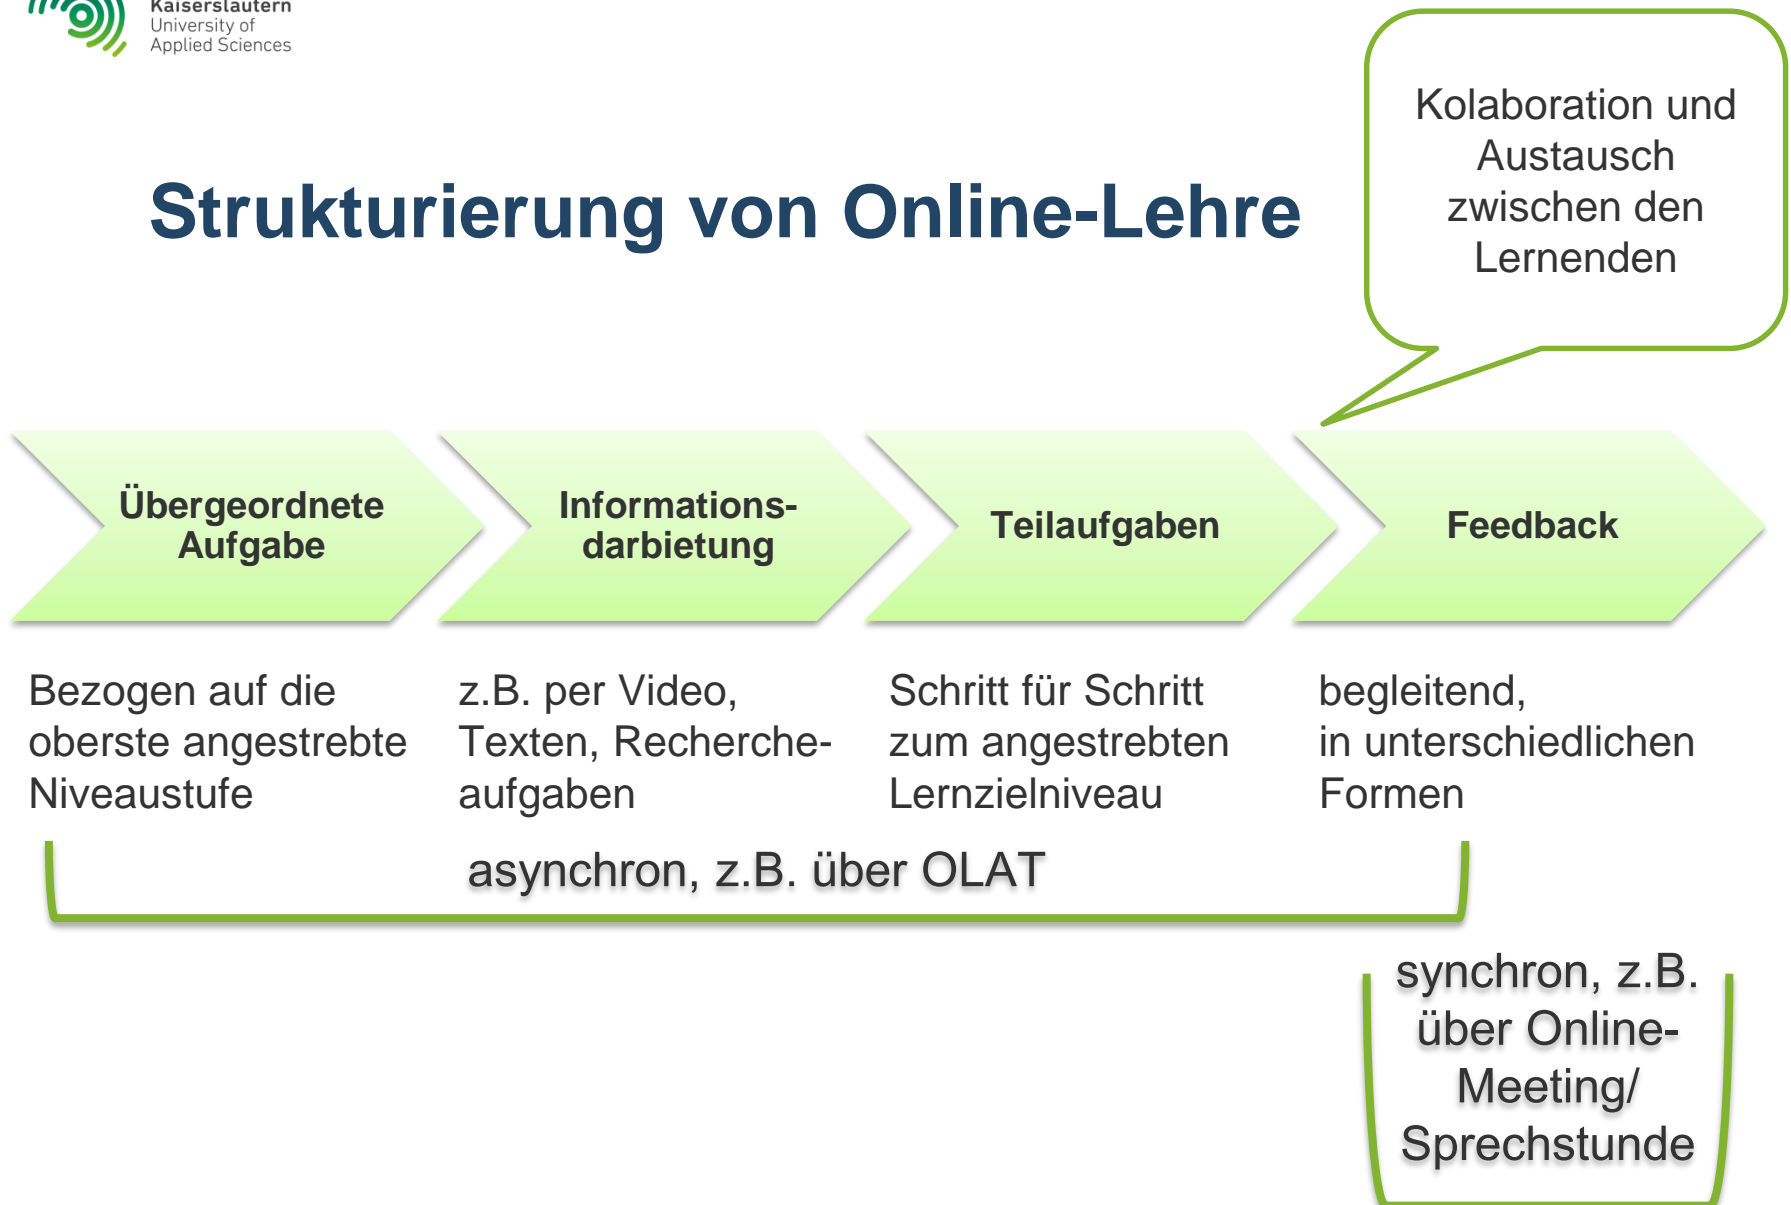 Kaiserslautern
University of
Applied Sciences
Kolaboration und
Austausch
zwischen den
Lernenden
Strukturierung von Online-Lehre
Übergeordnete
Aufgabe
Informations-
darbietung
Teilaufgaben
Feedback
Bezogen auf die
oberste angestrebte
Niveaustufe
z.B. per Video,
Texten, Recherche-
aufgaben
Schritt für Schritt
zum angestrebten
Lernzielniveau
begleitend,
in unterschiedlichen
Formen
asynchron, z.B. über OLAT
synchron, z.B.
über Online-
Meeting/
Sprechstunde